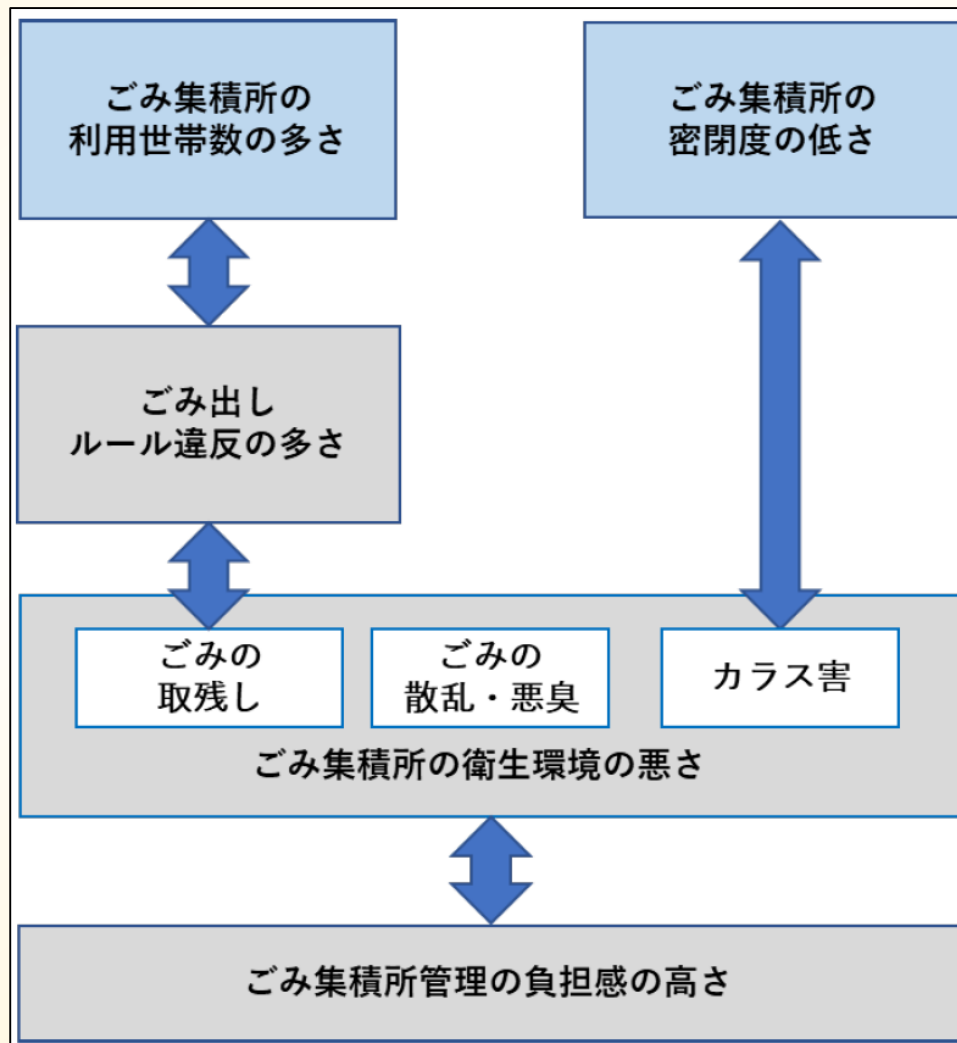 ごみ集積所の
利用世帯数の多さ
ごみ集積所の
密閉度の低さ
ごみ出し
ルール違反の多さ
ごみの
取残し
ごみの
散乱・悪臭
カラス害
ごみ集積所の衛生環境の悪さ
ごみ集積所管理の負担感の高さ